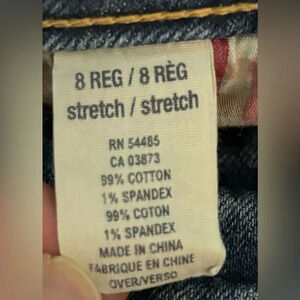 8 REG / 8 RÈG
stretch / stretch
RN 54485
CA 03873
99% COTTON
1% SPANDEX
99% COTON
1% SPANDEX
MADE IN CHINA
FABRIQUE EN CHINE
OVER/VERSO